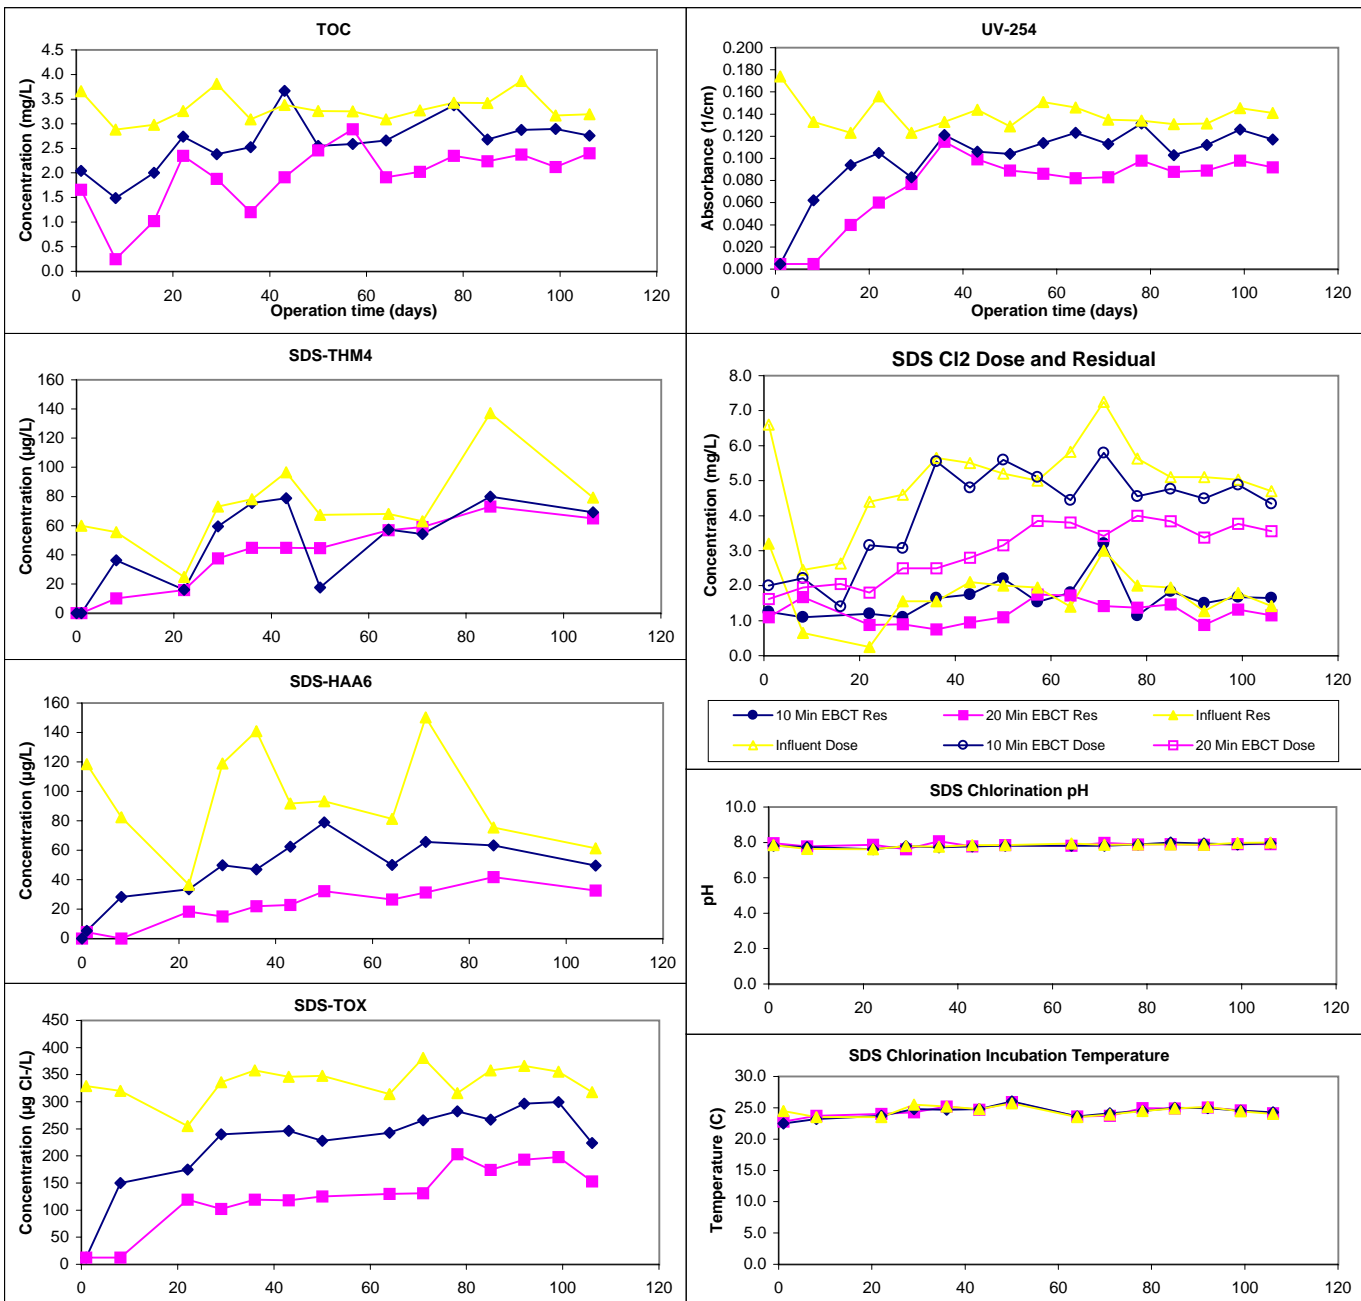 TOC
Concentration (mg/L)
4.5
4.0
3.5
3.0
2.5
2.0
1.5
1.0
0.5
0.0
0 20 40 60 80 100 120
Operation time (days)
UV-254
Absorbance (1/cm)
0.200
0.180
0.160
0.140
0.120
0.100
0.080
0.060
0.040
0.020
0.000
0 20 40 60 80 100 120
Operation time (days)
SDS-THM4
Concentration (µg/L)
160
140
120
100
80
60
40
20
0
0 20 40 60 80 100 120
SDS Cl2 Dose and Residual
Concentration (mg/L)
8.0
7.0
6.0
5.0
4.0
3.0
2.0
1.0
0.0
0 20 40 60 80 100 120
10 Min EBCT Res 20 Min EBCT Res Influent Res
Influent Dose 10 Min EBCT Dose 20 Min EBCT Dose
SDS-HAA6
Concentration (µg/L)
160
140
120
100
80
60
40
20
0
0 20 40 60 80 100 120
SDS Chlorination pH
pH
10.0
8.0
6.0
4.0
2.0
0.0
0 20 40 60 80 100 120
SDS-TOX
Concentration (µg Cl-/L)
450
400
350
300
250
200
150
100
50
0
0 20 40 60 80 100 120
SDS Chlorination Incubation Temperature
Temperature (C)
30.0
25.0
20.0
15.0
10.0
5.0
0.0
0 20 40 60 80 100 120